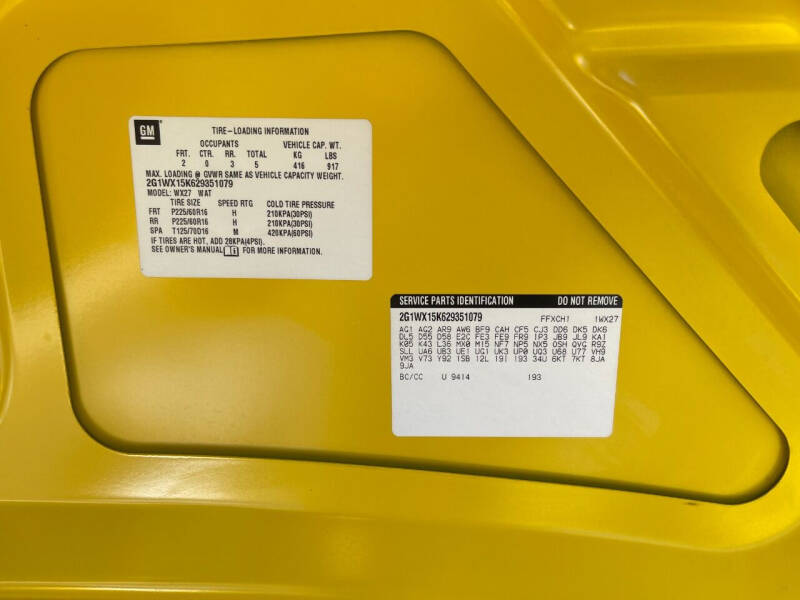 GM
TIRE-LOADING INFORMATION
OCCUPANTS VEHICLE CAP. WT.
FRT. CTR. RR. TOTAL KG LBS
2 0 3 5 416 917
MAX. LOADING @ GVWR SAME AS VEHICLE CAPACITY WEIGHT.
2G1WX15K629351079
MODEL: WX27 WAT
TIRE SIZE SPEED RTG COLD TIRE PRESSURE
FRT P225/60R16 H 210KPA(30PSI)
RR P225/60R16 H 210KPA(30PSI)
SPA T125/70D16 M 420KPA(60PSI)
IF TIRES ARE HOT, ADD 28KPA(4PSI).
SEE OWNER'S MANUAL FOR MORE INFORMATION.
SERVICE PARTS IDENTIFICATION DO NOT REMOVE
2G1WX15K629351079 FFXCH1 1WX27
AG1 AG2 AR9 AW6 BF9 CAH CF5 CJ3 DD6 DK5 DK6
DL5 D55 D58 E2C FE3 FE9 FR9 IP3 JB9 JL9 KA1
K05 K43 L36 MX0 M15 NF7 NP5 NX5 OSH QVG R9Z
SLL UA6 UB3 UE1 UG1 UK3 UP0 UQ3 U68 U77 VH9
VM3 V73 Y92 1SB 12L 19I 193 34U 6KT 7KT 8JA
9JA
BC/CC U 9414 193